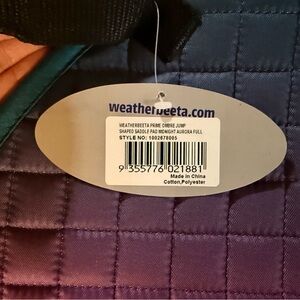 weatherbeeta.com
WEATHERBEETA PRIME OMBRE JUMP
SHAPED SADDLE PAD MIDNIGHT AURORA FULL
STYLE NO: 1002678005
9 355776 021881
Made in China
Cotton,Polyester